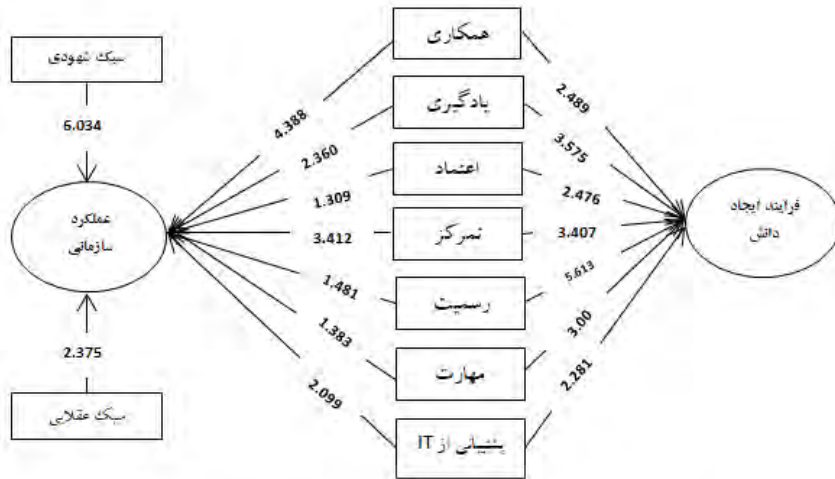 همکاری
سبک شهودی
یادگیری
4.388
2.489
6.034
2.360
3.575
اعتماد
1.309
2.476
عملکرد
سازمانی
تمرکز
فرایند ایجاد
دانش
3.412
3.407
1.481
رسمیت
5.613
1.383
3.00
2.375
مهارت
2.099
2.281
سبک عقلایی
پشتیبانی از IT